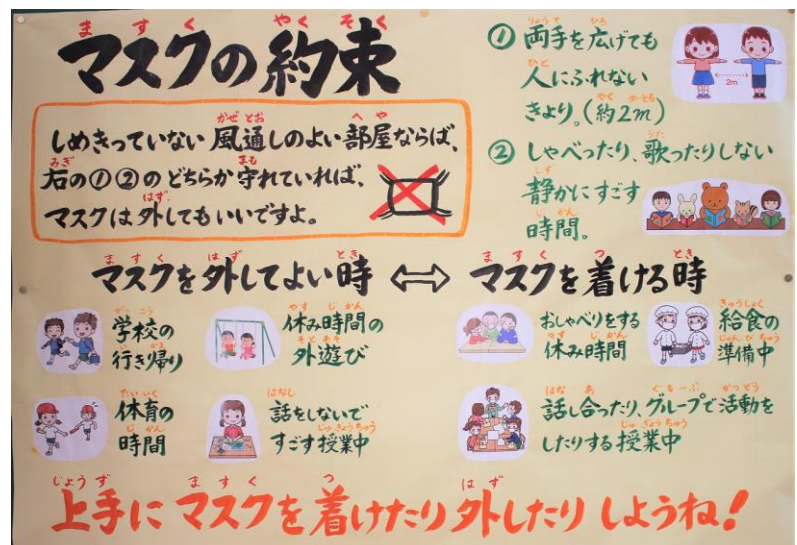 マスクの約束
しめきっていない風通しのよい部屋ならば、
右の①②のどちらか守れていれば、
マスクは外してもいいですよ。
① 両手を広げても
人にふれない
きょり。(約2m)
2m
② しゃべったり、歌ったりしない
静かにすごす
時間。
マスクを外してよい時 ⇔ マスクを着ける時
学校の
行き帰り
休み時間の
外遊び
体育の
時間
話をしないで
すごす授業中
おしゃべりをする
休み時間
給食の
準備中
話し合ったり、グループで活動を
したりする授業中
上手にマスクを着けたり外したりしようね!